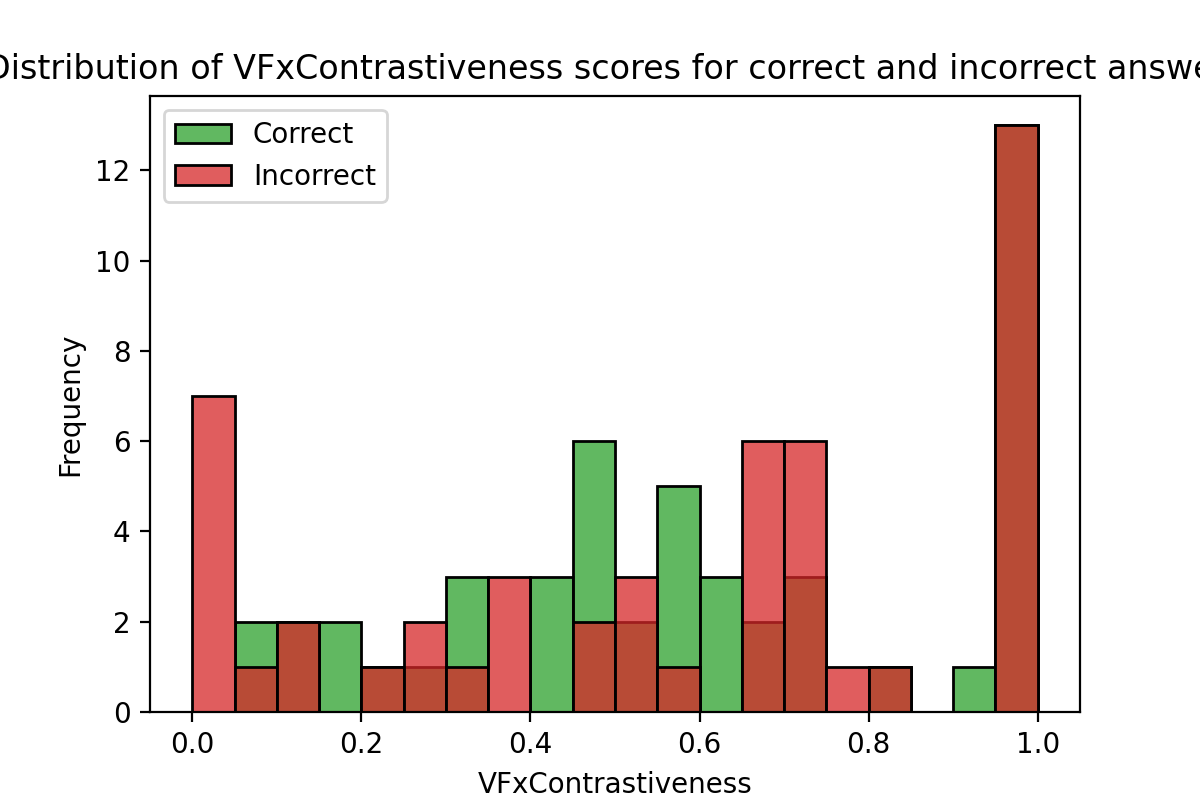 Distribution of VFxContrastiveness scores for correct and incorrect answe
Correct
Incorrect
12
10
8
6
4
2
0
Frequency
0.0 0.2 0.4 0.6 0.8 1.0
VFxContrastiveness